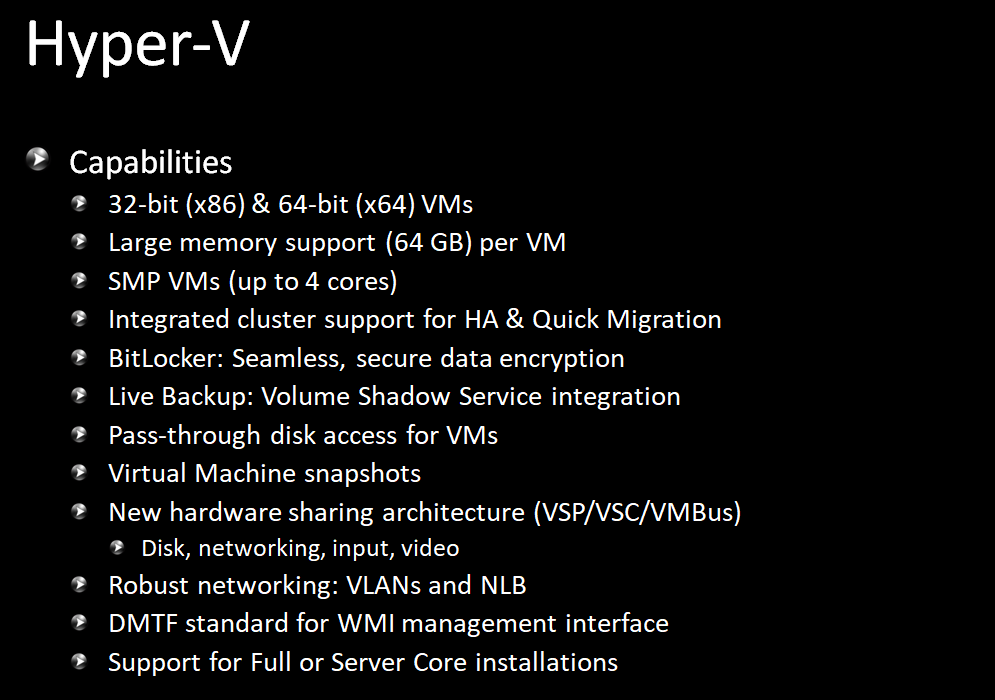 Hyper-V
Capabilities
32-bit (x86) & 64-bit (x64) VMs
Large memory support (64 GB) per VM
SMP VMs (up to 4 cores)
Integrated cluster support for HA & Quick Migration
BitLocker: Seamless, secure data encryption
Live Backup: Volume Shadow Service integration
Pass-through disk access for VMs
Virtual Machine snapshots
New hardware sharing architecture (VSP/VSC/VMBus)
Disk, networking, input, video
Robust networking: VLANs and NLB
DMTF standard for WMI management interface
Support for Full or Server Core installations